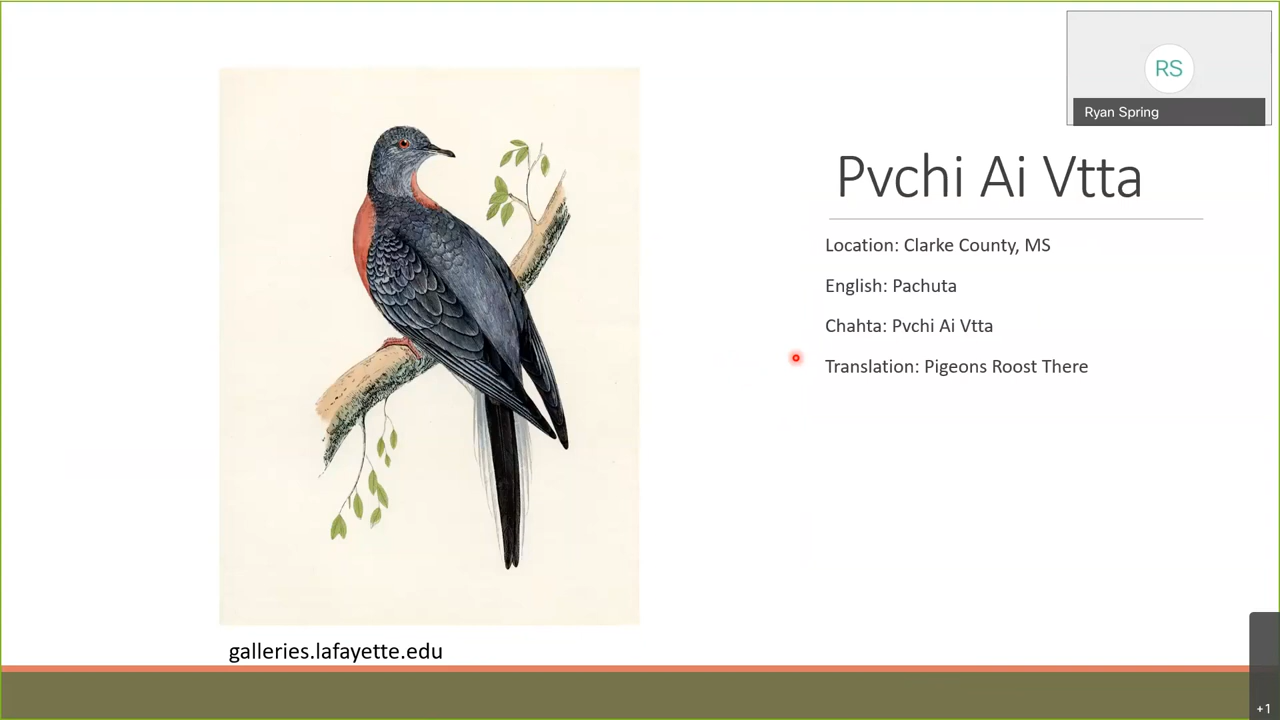 RS
Ryan Spring
Pvchi Ai Vtta
Location: Clarke County, MS
English: Pachuta
Chahta: Pvchi Ai Vtta
Translation: Pigeons Roost There
galleries.lafayette.edu
+1